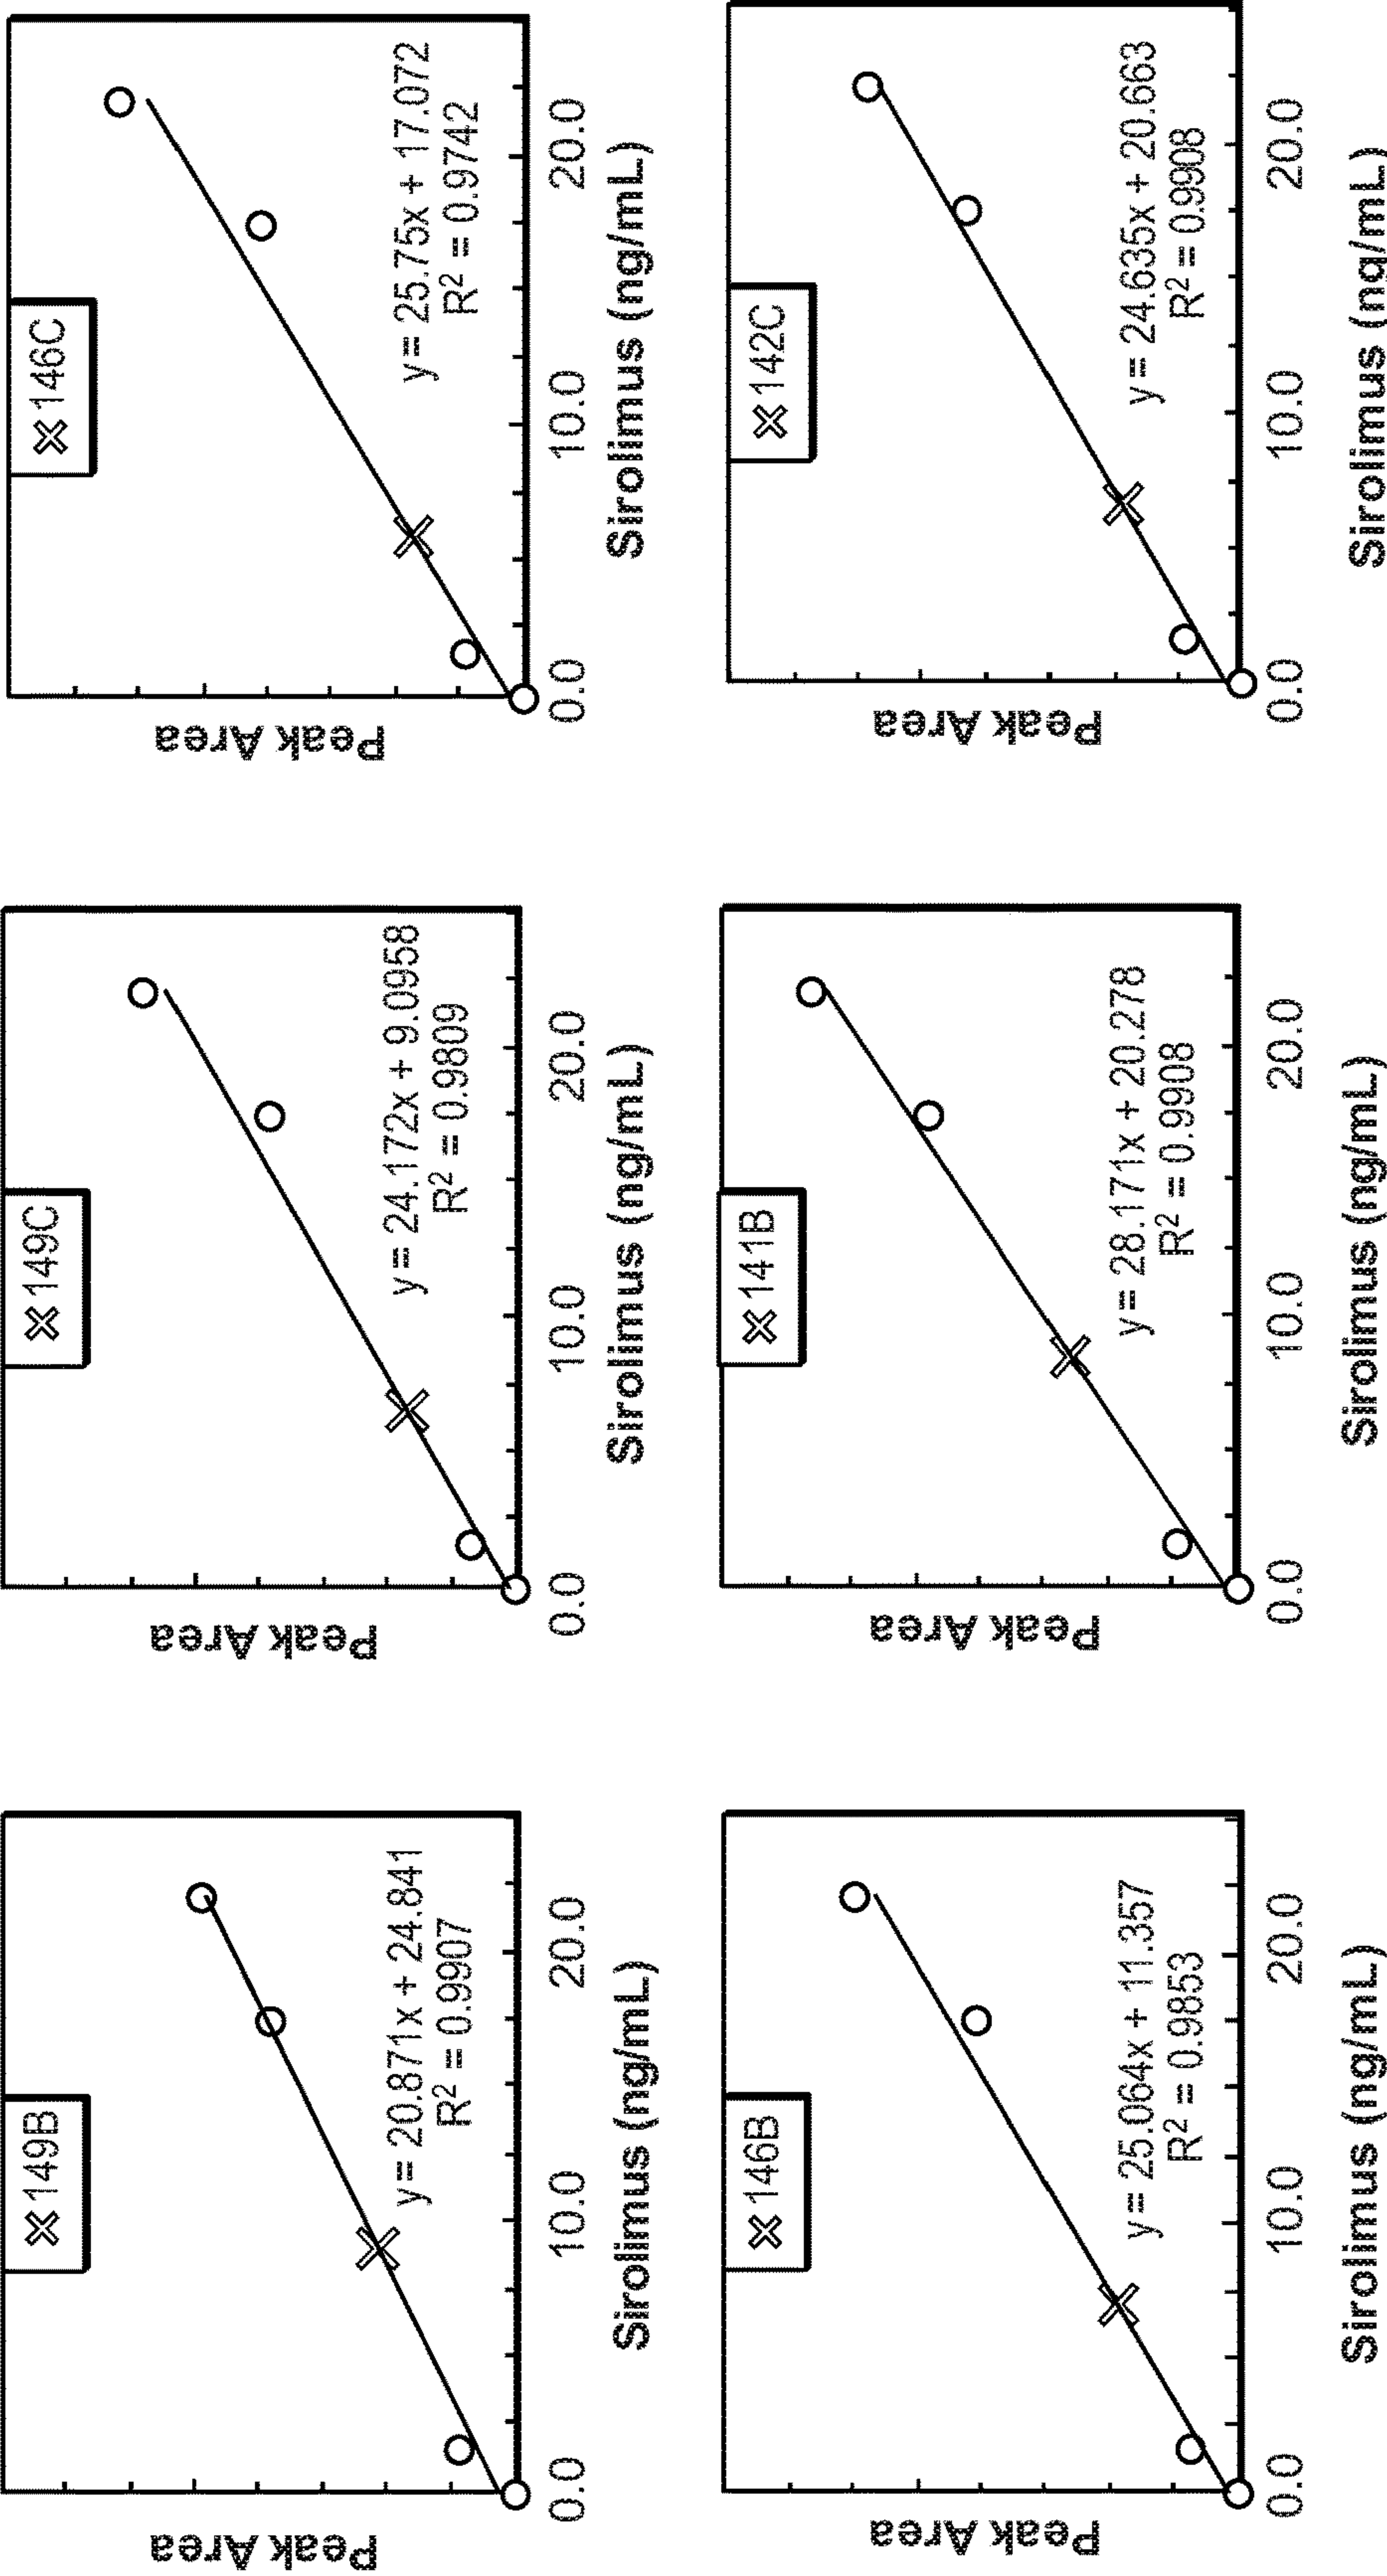 149B
y = 20.871x + 24.841
R² = 0.9907
Peak Area
0.0 10.0 20.0
Sirolimus (ng/mL)
149C
y = 24.172x + 9.0958
R² = 0.9809
Peak Area
0.0 10.0 20.0
Sirolimus (ng/mL)
146C
y = 25.75x + 17.072
R² = 0.9742
Peak Area
0.0 10.0 20.0
Sirolimus (ng/mL)
146B
y = 25.064x + 11.357
R² = 0.9853
Peak Area
0.0 10.0 20.0
Sirolimus (ng/mL)
141B
y = 28.171x + 20.278
R² = 0.9908
Peak Area
0.0 10.0 20.0
Sirolimus (ng/mL)
142C
y = 24.635x + 20.663
R² = 0.9908
Peak Area
0.0 10.0 20.0
Sirolimus (ng/mL)